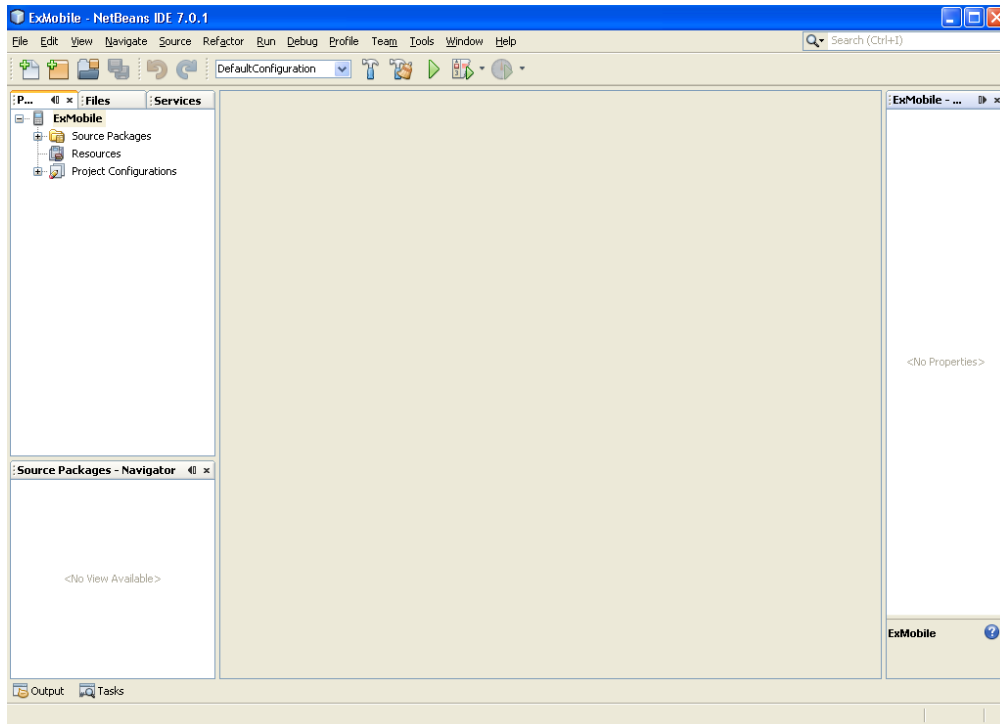 ExMobile - NetBeans IDE 7.0.1
File Edit View Navigate Source Refactor Run Debug Profile Team Tools Window Help
Search (Ctrl+I)
DefaultConfiguration
P... Files Services
ExMobile
Source Packages
Resources
Project Configurations
Source Packages - Navigator
<No View Available>
ExMobile - ...
<No Properties>
ExMobile
Output Tasks